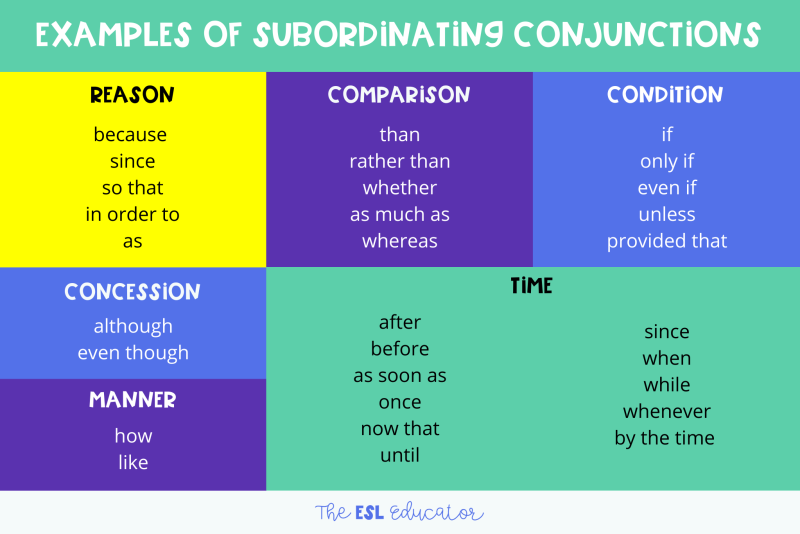 EXAMPLES OF SUBORDINATING CONJUNCTIONS
REASON
because
since
so that
in order to
as
COMPARISON
than
rather than
whether
as much as
whereas
CONDITION
if
only if
even if
unless
provided that
CONCESSION
although
even though
MANNER
how
like
TIME
after
before
as soon as
once
now that
until
since
when
while
whenever
by the time
The ESL Educator